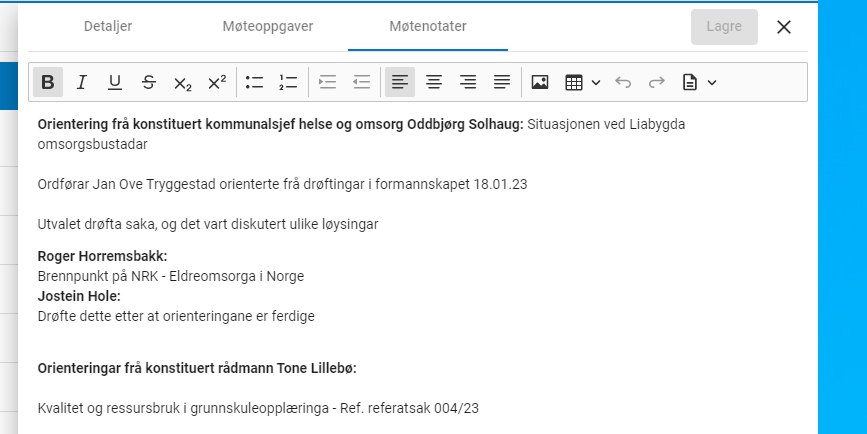 Detaljer Møteoppgaver Møtenotater Lagre
B I U S X₂ X²
Orientering frå konstituert kommunalsjef helse og omsorg Oddbjørg Solhaug: Situasjonen ved Liabygda
omsorgsbustadar
Ordførar Jan Ove Tryggestad orienterte frå drøftingar i formannskapet 18.01.23
Utvalet drøfta saka, og det vart diskutert ulike løysingar
Roger Horremsbakk:
Brennpunkt på NRK - Eldreomsorga i Norge
Jostein Hole:
Drøfte dette etter at orienteringane er ferdige
Orienteringar frå konstituert rådmann Tone Lillebø:
Kvalitet og ressursbruk i grunnskuleopplæringa - Ref. referatsak 004/23